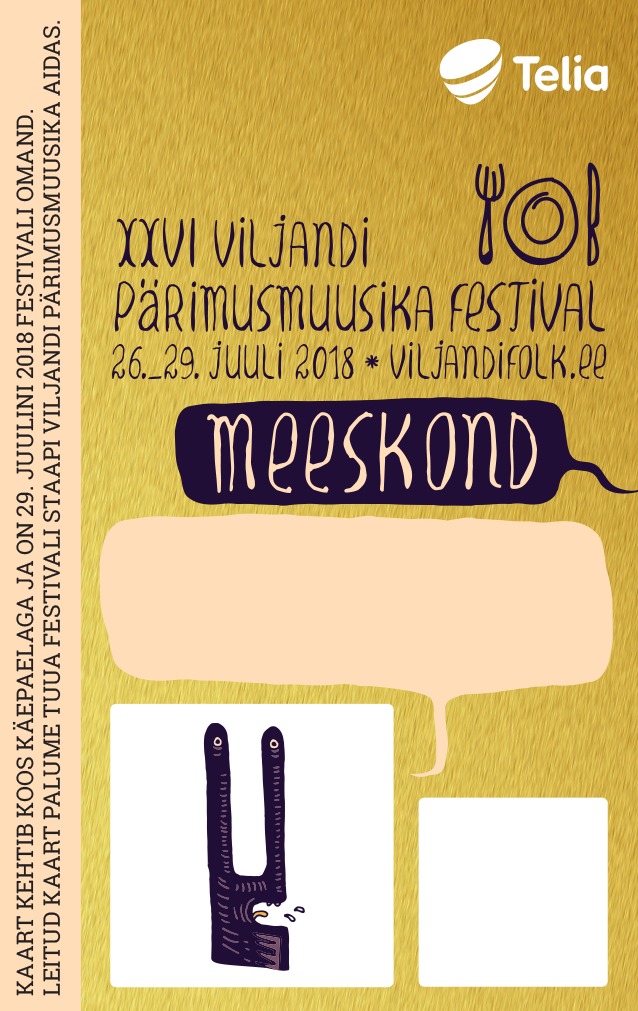 Telia
XXVI VILJANDI
PÄRIMUSMUUSIKA FESTIVAL
26.–29. JUULI 2018 * VILJANDIFOLK.EE
MEESKOND
KAART KEHTIB KOOS KÄEPAELAGA JA ON 29. JUULINI 2018 FESTIVALI OMAND.
LEITUD KAART PALUME TUUA FESTIVALI STAAPI VILJANDI PÄRIMUSMUUSIKA AIDAS.